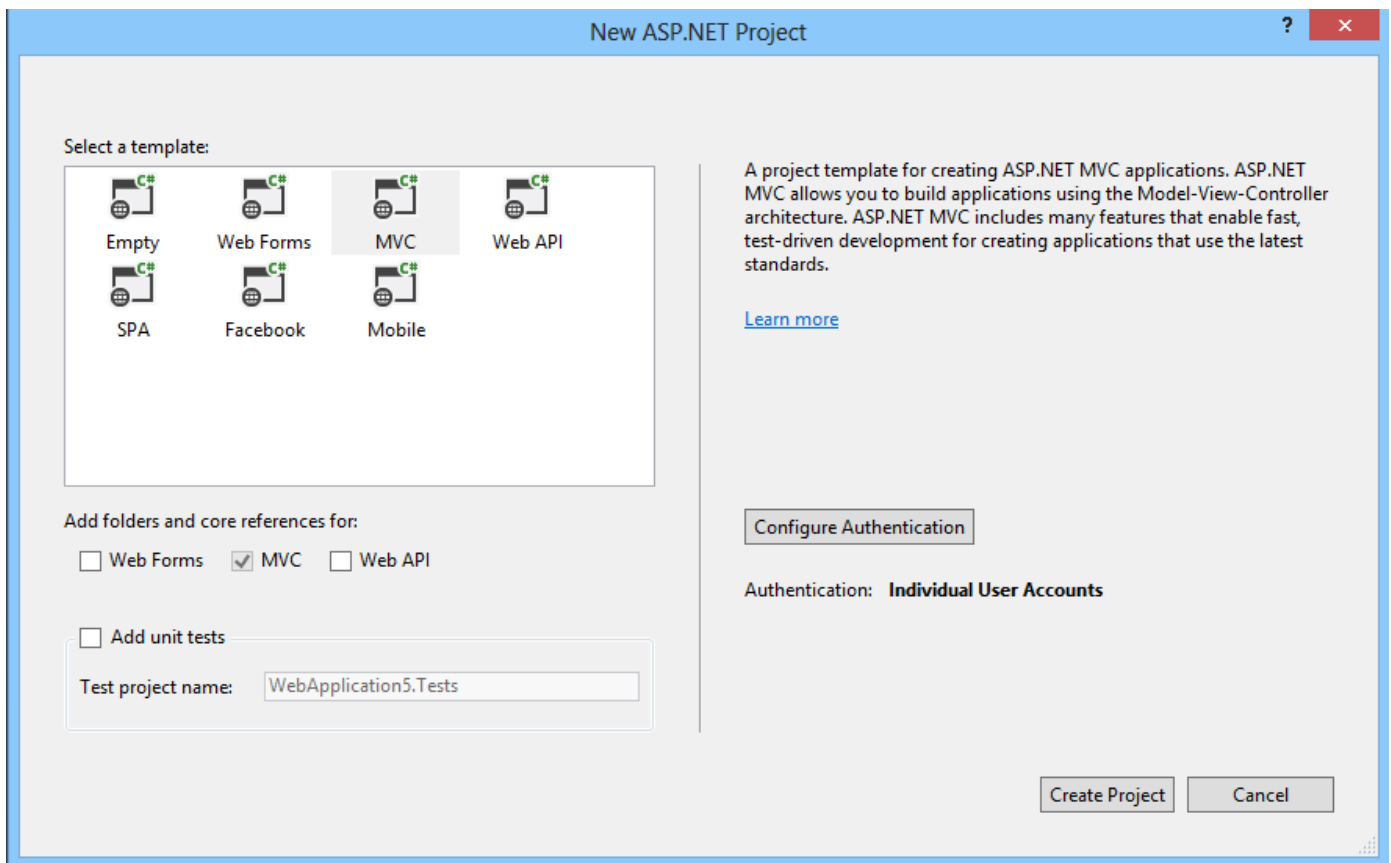 New ASP.NET Project
?
Select a template:
C# C# C# C#
Empty Web Forms MVC Web API
C# C# C#
SPA Facebook Mobile
A project template for creating ASP.NET MVC applications. ASP.NET
MVC allows you to build applications using the Model-View-Controller
architecture. ASP.NET MVC includes many features that enable fast,
test-driven development for creating applications that use the latest
standards.
Learn more
Add folders and core references for:
Web Forms MVC Web API
Add unit tests
Test project name: WebApplication5.Tests
Configure Authentication
Authentication: Individual User Accounts
Create Project Cancel